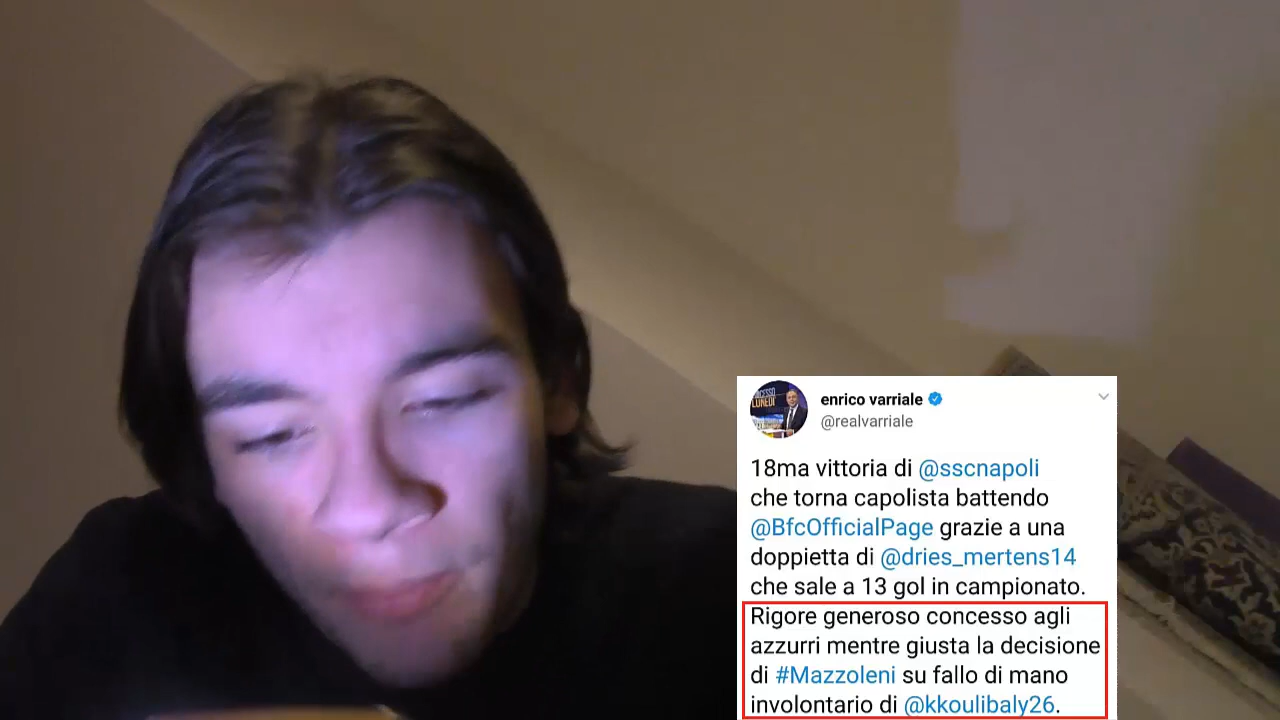 enrico varriale
@realvarriale
18ma vittoria di @sscnapoli
che torna capolista battendo
@BfcOfficialPage grazie a una
doppietta di @dries_mertens14
che sale a 13 gol in campionato.
Rigore generoso concesso agli
azzurri mentre giusta la decisione
di #Mazzoleni su fallo di mano
involontario di @kkoulibaly26.